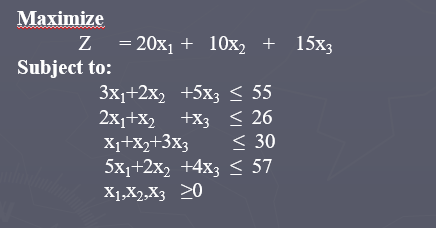 Maximize
Z = 20x₁ + 10x₂ + 15x₃
Subject to:
3x₁+2x₂ +5x₃ ≤ 55
2x₁+x₂ +x₃ ≤ 26
x₁+x₂+3x₃ ≤ 30
5x₁+2x₂ +4x₃ ≤ 57
x₁,x₂,x₃ ≥0